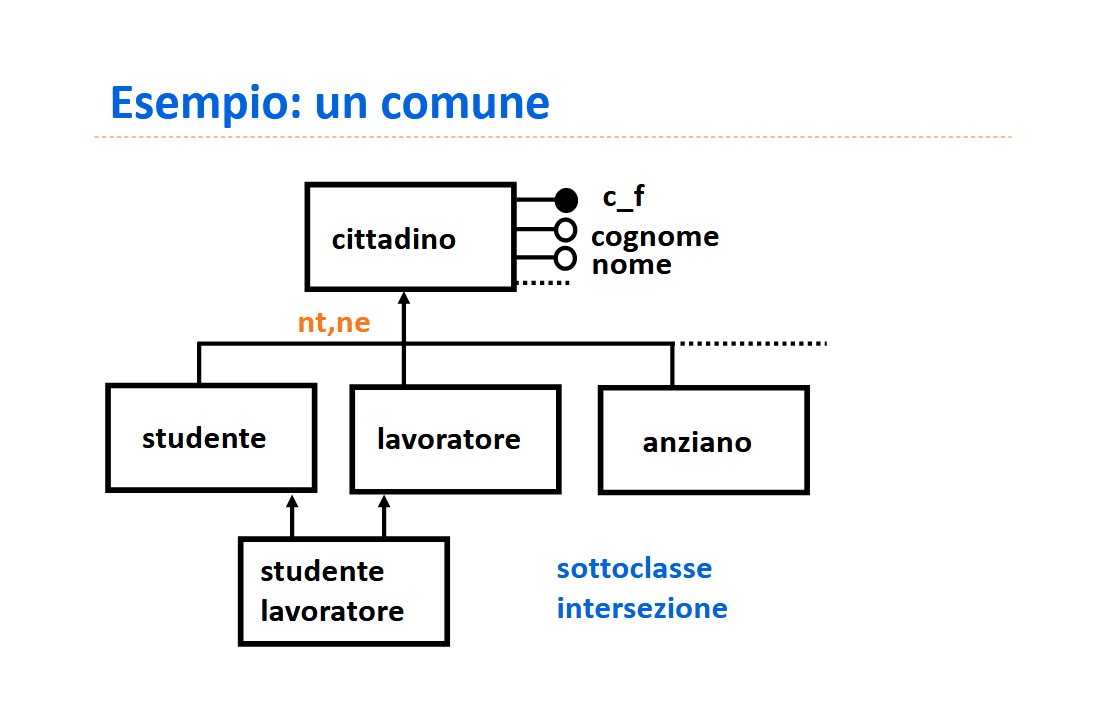 Esempio: un comune
cittadino
c_f
cognome
nome
nt,ne
studente
lavoratore
anziano
studente
lavoratore
sottoclasse
intersezione